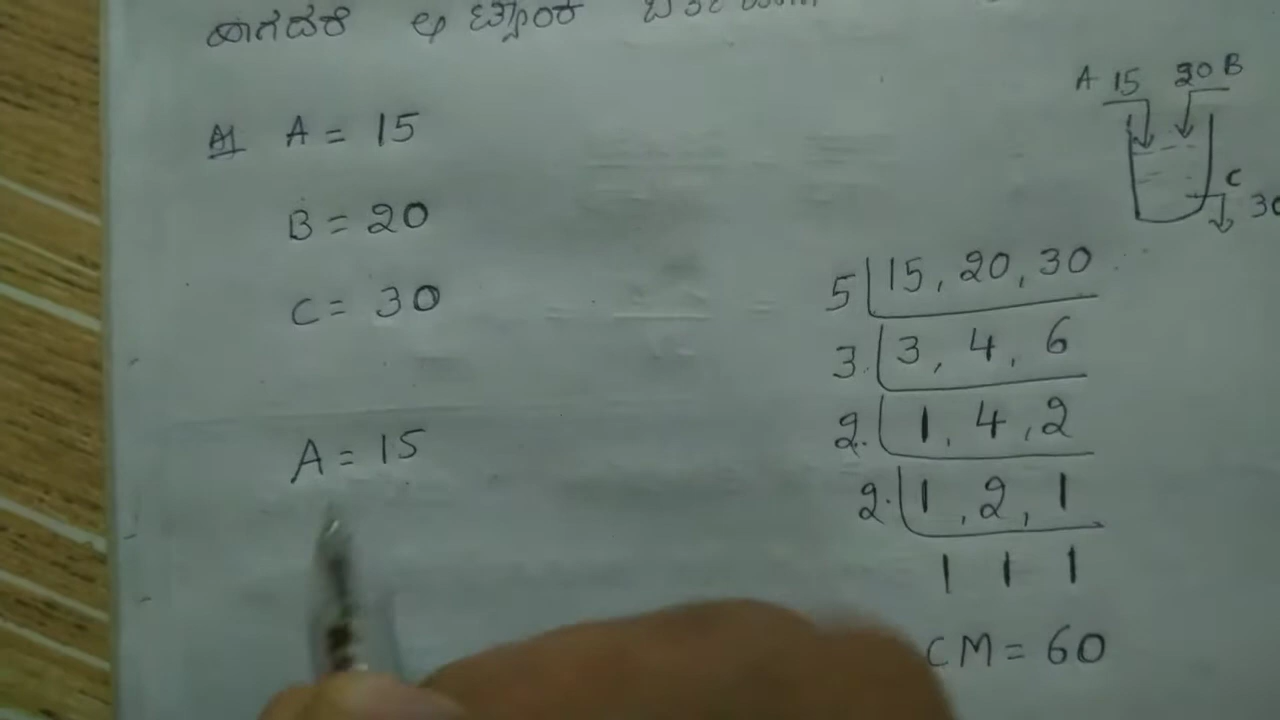 A 15 20 B
A1 A = 15
B = 20
C 30
C = 30
5 15, 20, 30
3. 3, 4, 6
2. 1, 4, 2
A = 15
2. 1, 2, 1
1 1 1
CM = 60